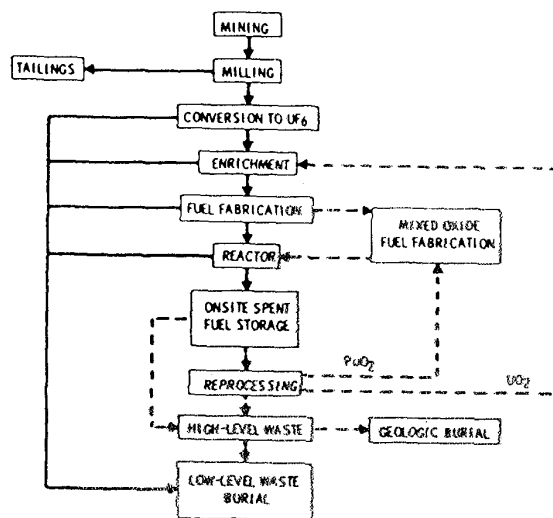 MINING
TAILINGS
MILLING
CONVERSION TO UF6
ENRICHMENT
FUEL FABRICATION
MIXED OXIDE
FUEL FABRICATION
REACTOR
ONSITE SPENT
FUEL STORAGE
PuO2
UO2
REPROCESSING
HIGH-LEVEL WASTE
GEOLOGIC BURIAL
LOW-LEVEL WASTE
BURIAL